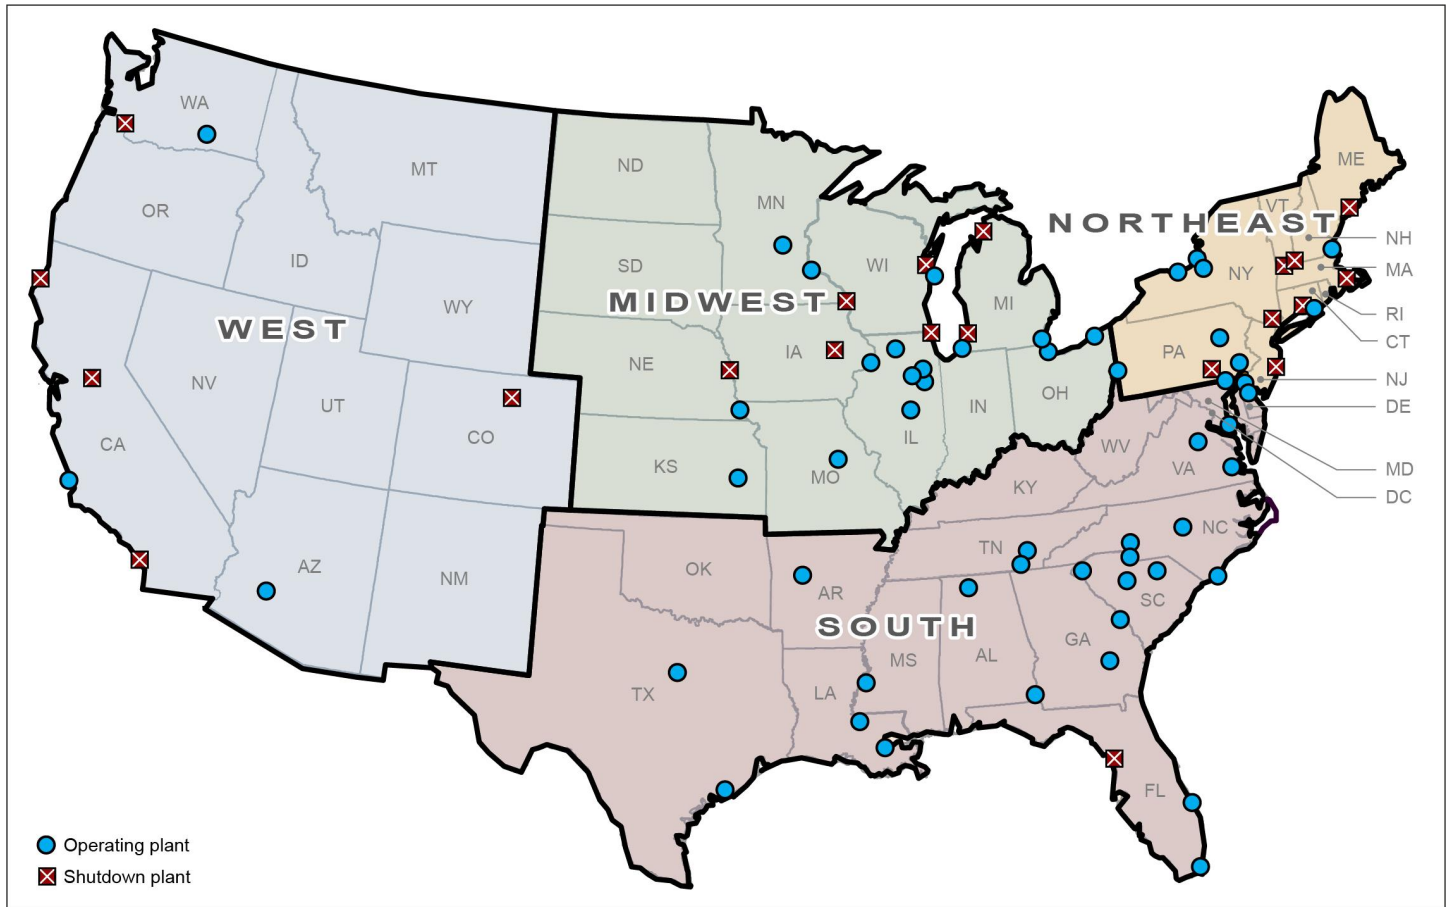 WA
MT
ND
ME
MN
VT
OR
NORTHEAST
NH
ID
SD
WI
NY
MA
MIDWEST
MI
WY
RI
WEST
CT
IA
PA
NE
NV
NJ
UT
OH
DE
IN
CA
CO
IL
WV
KS
MO
VA
MD
KY
DC
NC
TN
AZ
OK
NM
AR
SC
SOUTH
GA
MS
AL
TX
LA
FL
Operating plant
Shutdown plant